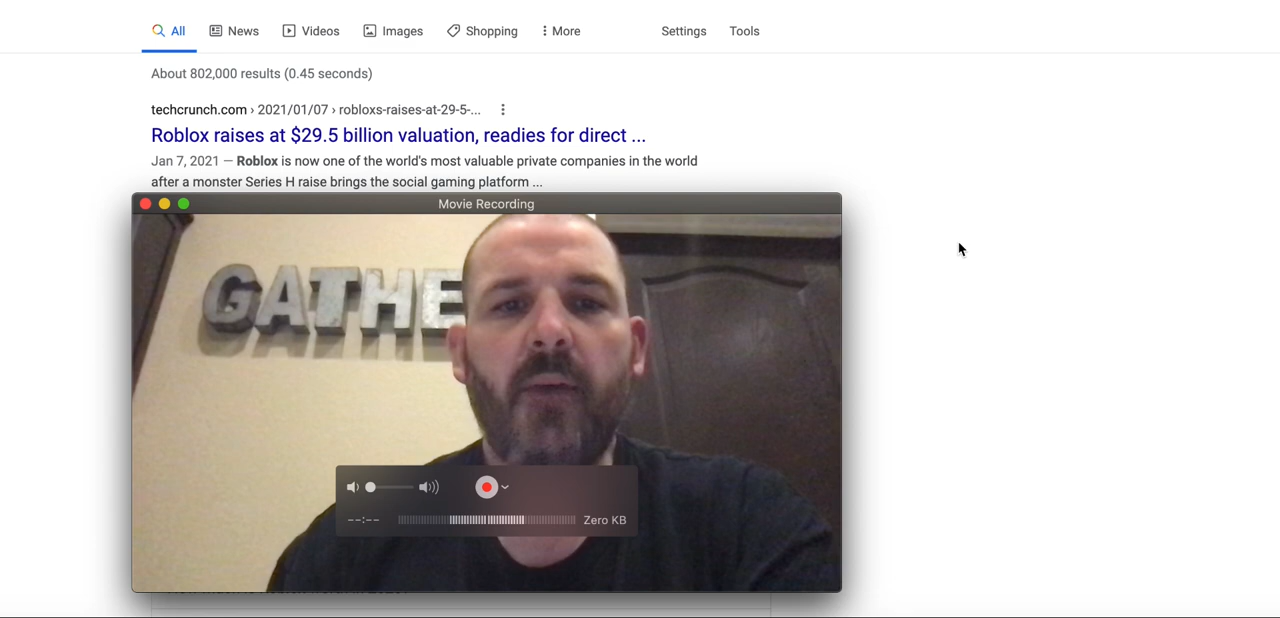 All News Videos Images Shopping More Settings Tools
About 802,000 results (0.45 seconds)
techcrunch.com › 2021/01/07 › robloxs-raises-at-29-5-...
Roblox raises at $29.5 billion valuation, readies for direct ...
Jan 7, 2021 — Roblox is now one of the world's most valuable private companies in the world
after a monster Series H raise brings the social gaming platform ...
Movie Recording
GATHE
--:-- Zero KB